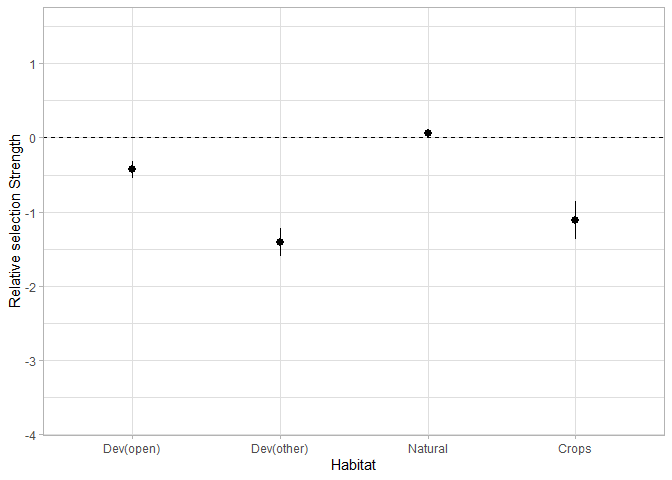 Relative selection Strength
1
0
-1
-2
-3
-4
Dev(open) Dev(other) Natural Crops
Habitat